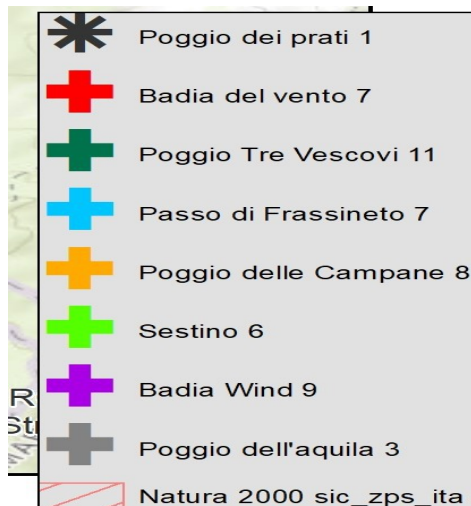 Poggio dei prati 1
Badia del vento 7
Poggio Tre Vescovi 11
Passo di Frassineto 7
Poggio delle Campane 8
Sestino 6
Badia Wind 9
Poggio dell'aquila 3
Natura 2000 sic_zps_ita